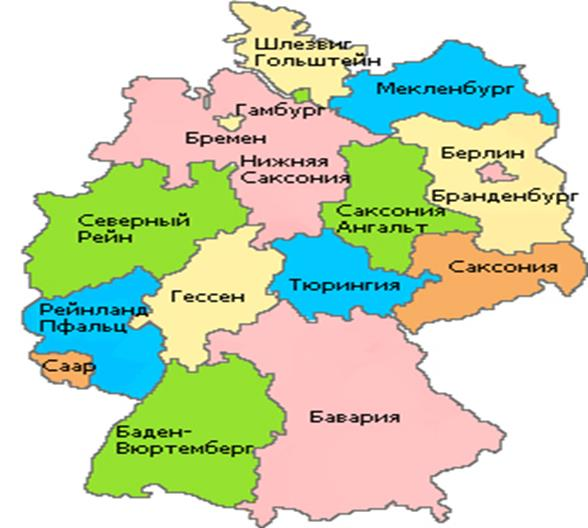 Шлезвиг
Гольштейн
Мекленбург
Гамбург
Бремен
Берлин
Нижняя
Саксония
Бранденбург
Северный
Рейн
Саксония
Ангальт
Саксония
Тюрингия
Гессен
Рейнланд
Пфальц
Саар
Бавария
Баден-
Вюртемберг